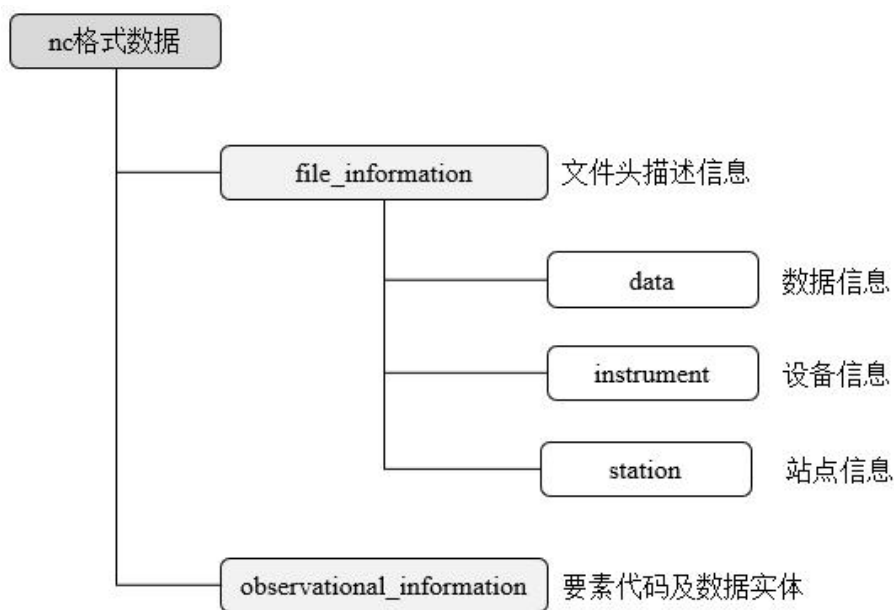 nc格式数据
file_information 文件头描述信息
data 数据信息
instrument 设备信息
station 站点信息
observational_information 要素代码及数据实体